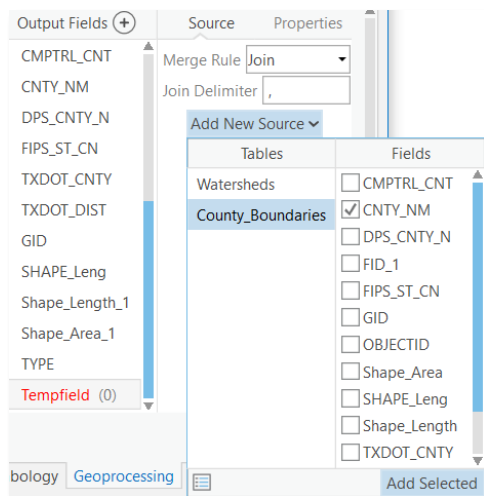 Output Fields
Source Properties
CMPTRL_CNT
CNTY_NM
DPS_CNTY_N
FIPS_ST_CN
TXDOT_CNTY
TXDOT_DIST
GID
SHAPE_Leng
Shape_Length_1
Shape_Area_1
TYPE
Tempfield (0)
Merge Rule Join
Join Delimiter ,
Add New Source
Tables
Watersheds
County_Boundaries
Fields
CMPTRL_CNT
CNTY_NM
DPS_CNTY_N
FID_1
FIPS_ST_CN
GID
OBJECTID
Shape_Area
SHAPE_Leng
Shape_Length
TXDOT_CNTY
Add Selected
bology Geoprocessing